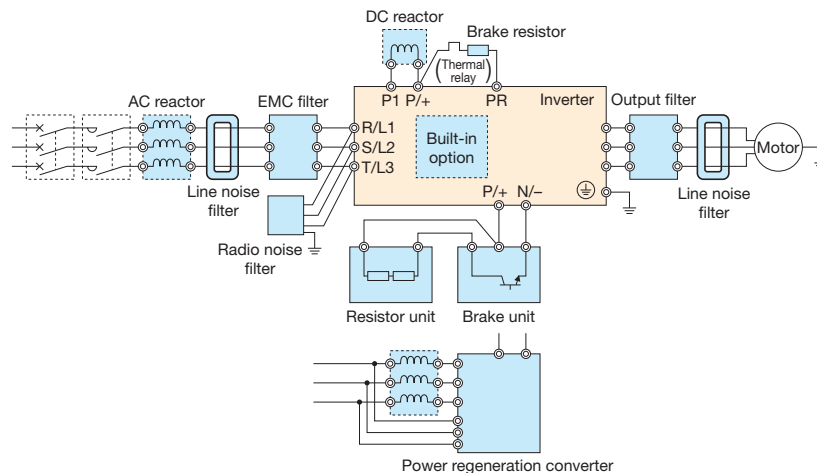 DC reactor
Brake resistor
(Thermal
relay)
AC reactor
EMC filter
P1
P/+
PR
Inverter
Output filter
R/L1
S/L2
T/L3
Built-in
option
Motor
Line noise
filter
P/+
N/−
Line noise
filter
Radio noise
filter
Resistor unit
Brake unit
Power regeneration converter